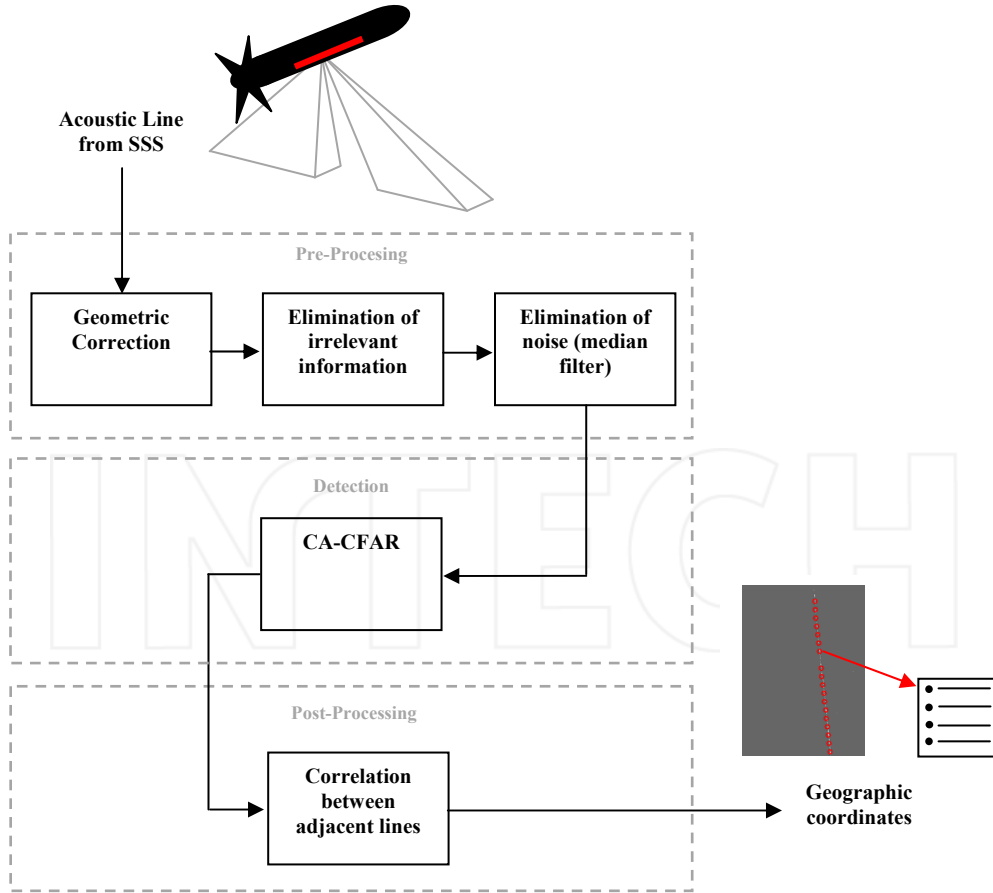 Acoustic Line
from SSS
Pre-Procesing
Geometric
Correction
Elimination of
irrelevant
information
Elimination of
noise (median
filter)
INTECH
Detection
CA-CFAR
Post-Processing
Correlation
between
adjacent lines
Geographic
coordinates